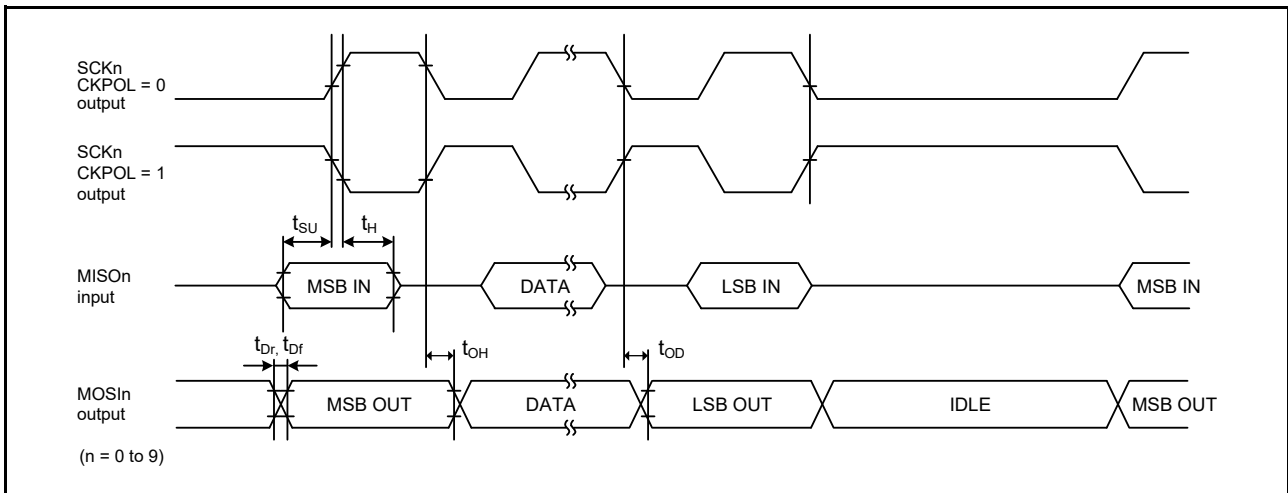 SCKn
CKPOL = 0
output
SCKn
CKPOL = 1
output
tSU
tH
MISOn
input
MSB IN
DATA
LSB IN
MSB IN
tDr, tDf
tOH
tOD
MOSIn
output
MSB OUT
DATA
LSB OUT
IDLE
MSB OUT
(n = 0 to 9)